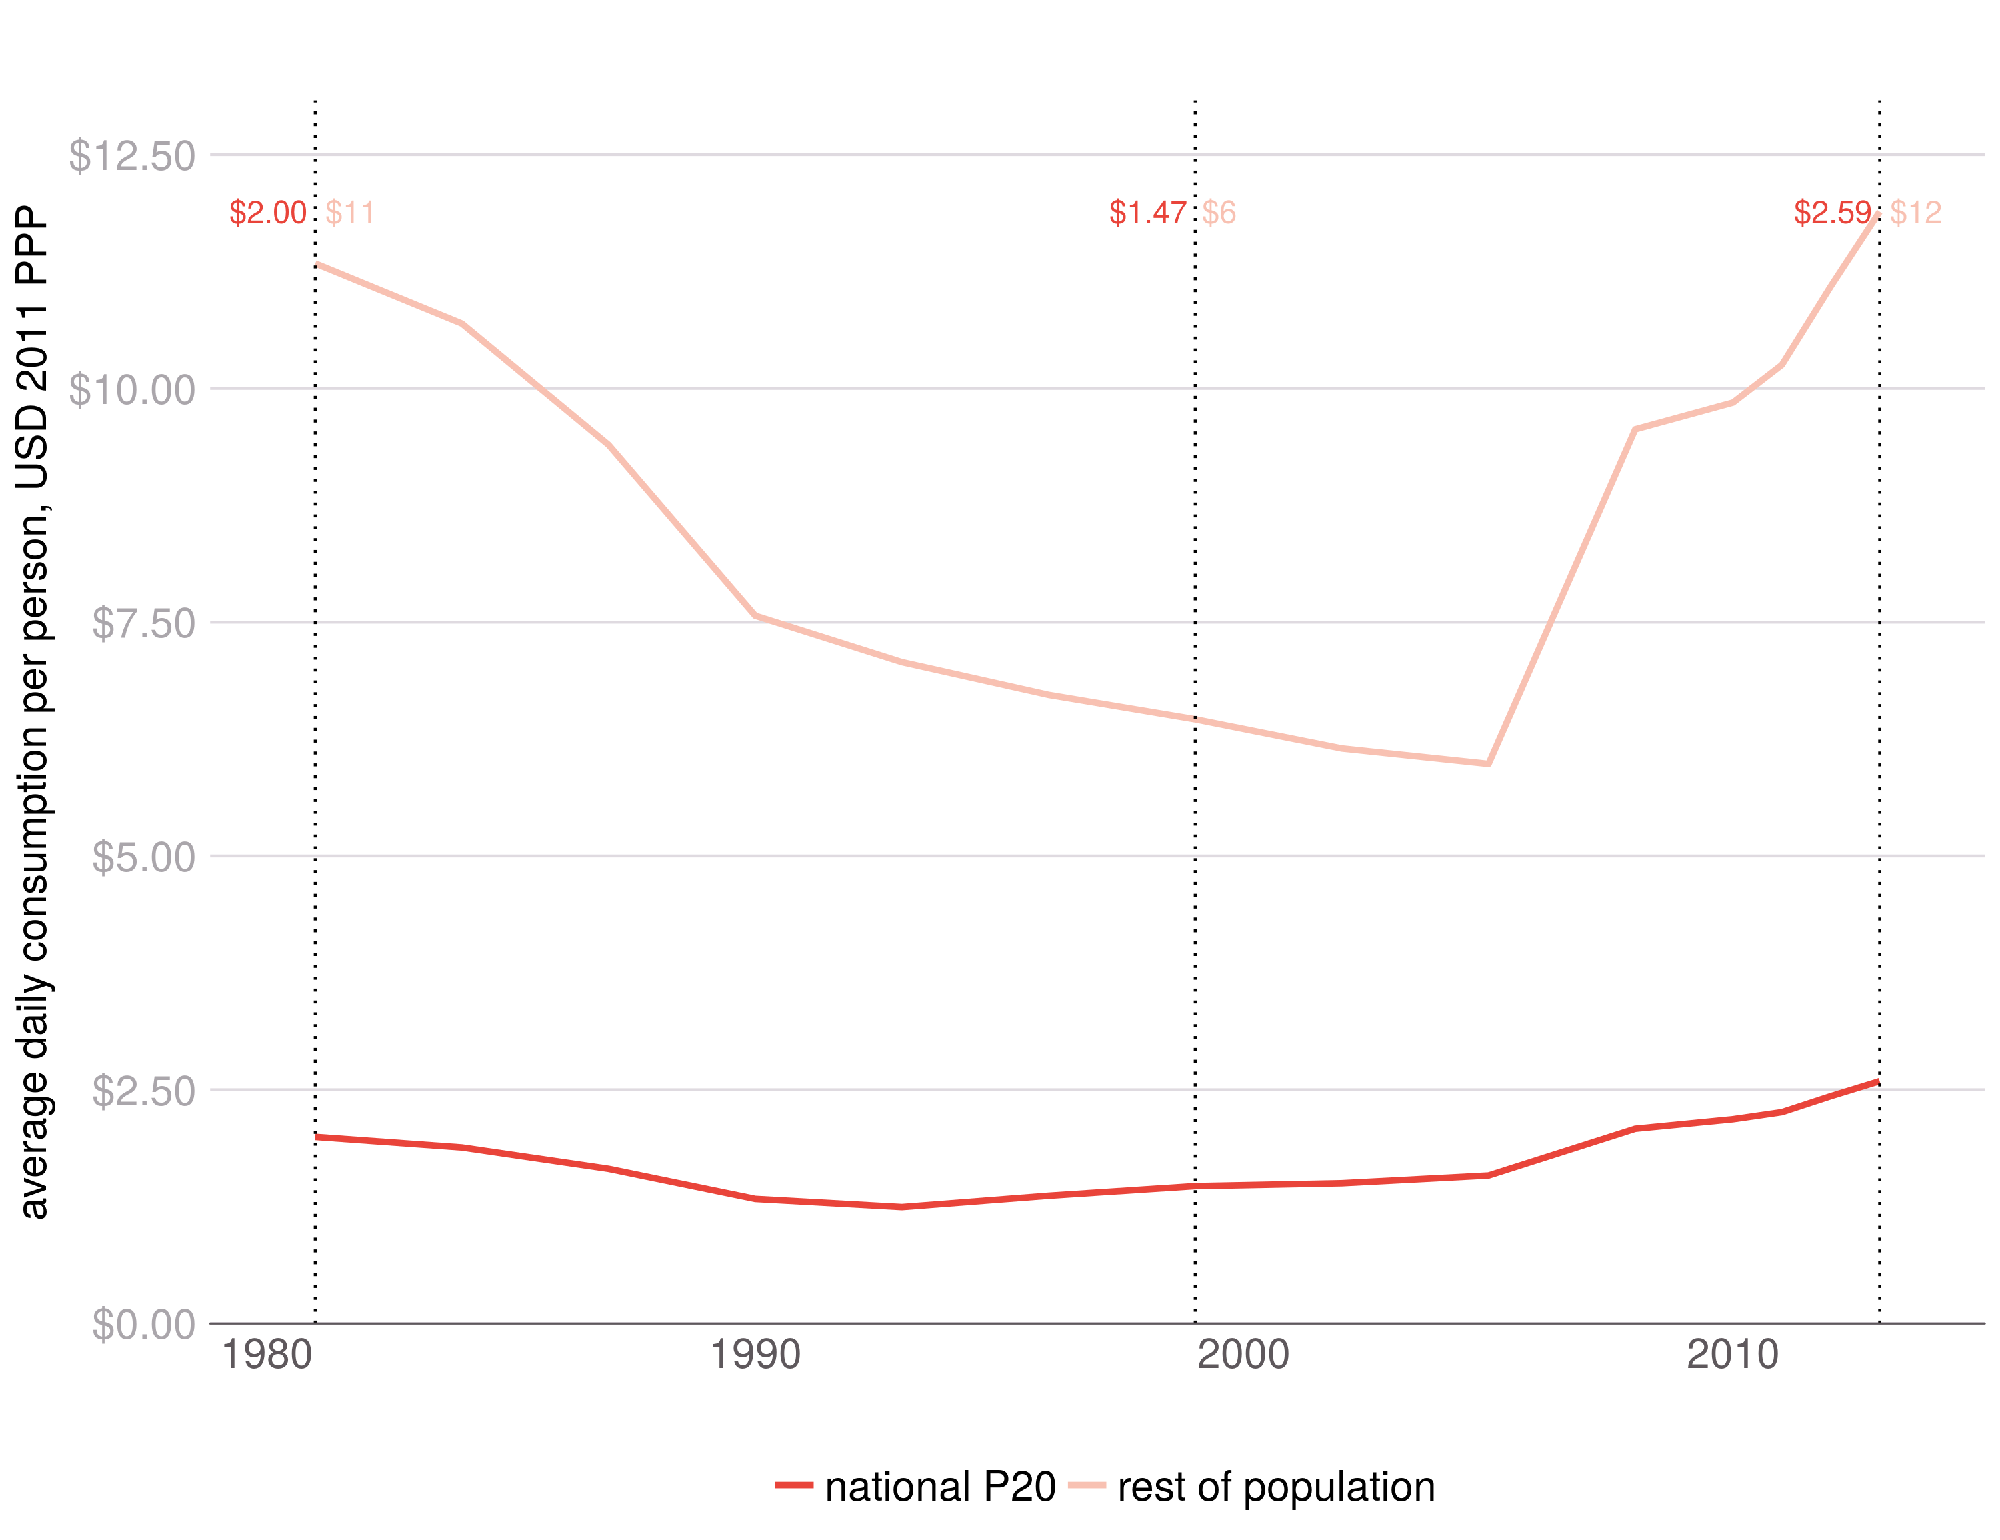 $12.50
$2.00 $11 $1.47 $6 $2.59 $12
average daily consumption per person, USD 2011 PPP
$10.00
$7.50
$5.00
$2.50
$0.00
1980 1990 2000 2010
national P20 rest of population